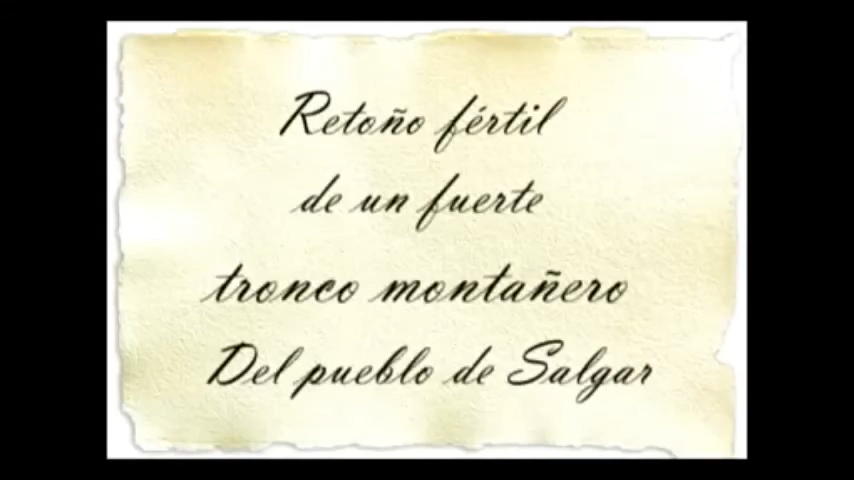 Retoño fértil
de un fuerte
tronco montañero
Del pueblo de Salgar